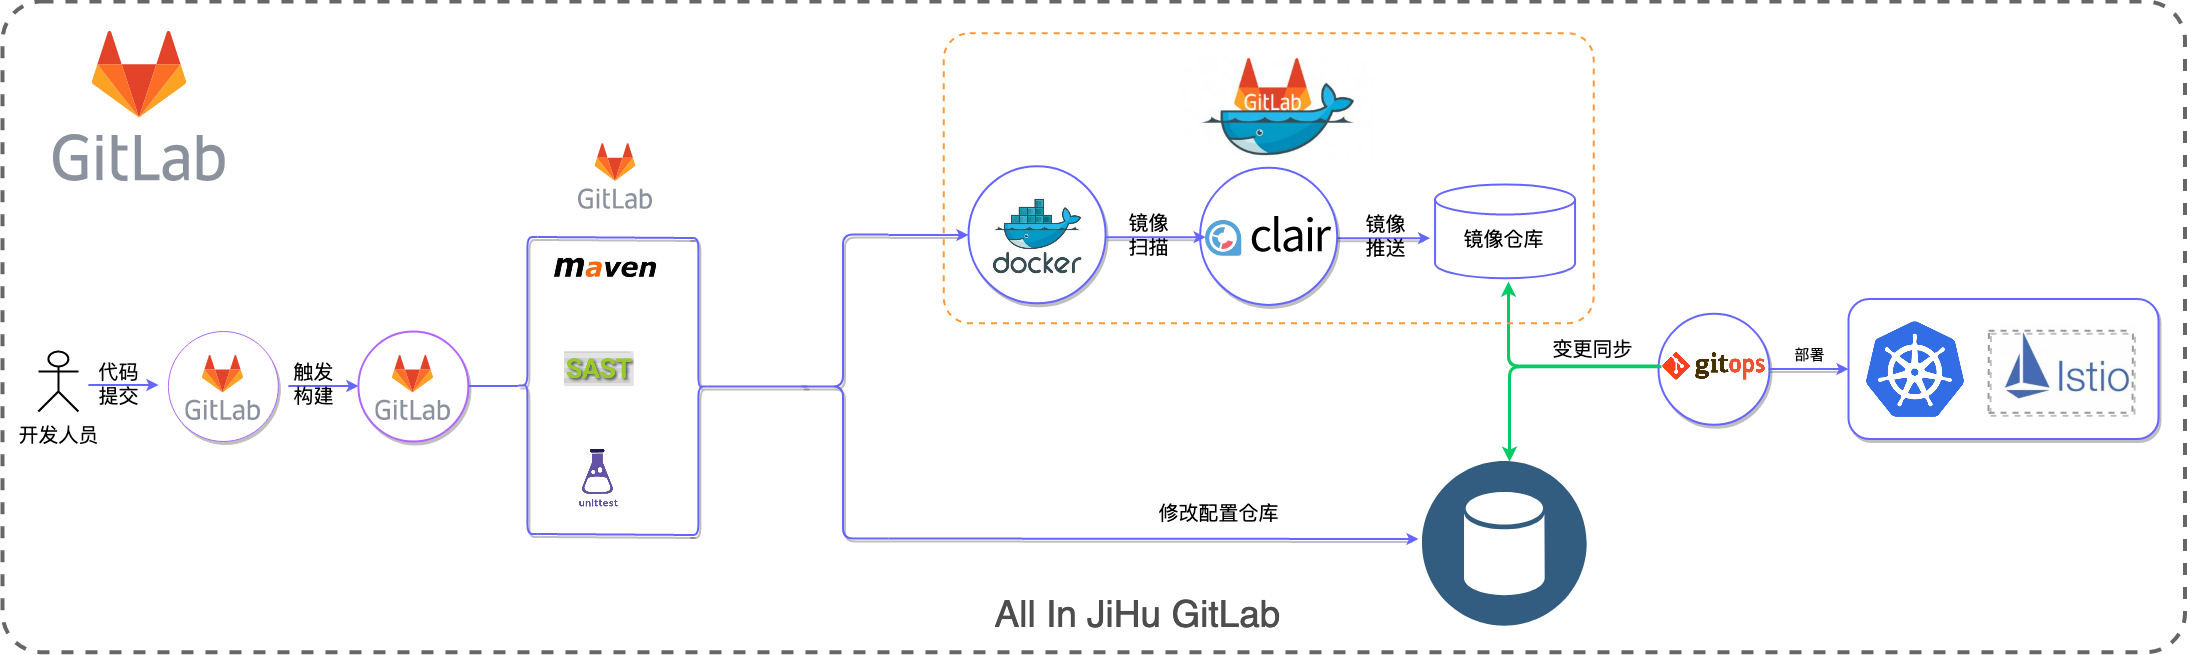 GitLab
开发人员
代码
提交
GitLab
触发
构建
GitLab
GitLab
maven
SAST
unittest
GitLab
docker
镜像
扫描
clair
镜像
推送
镜像仓库
修改配置仓库
变更同步
gitops
部署
Istio
All In JiHu GitLab